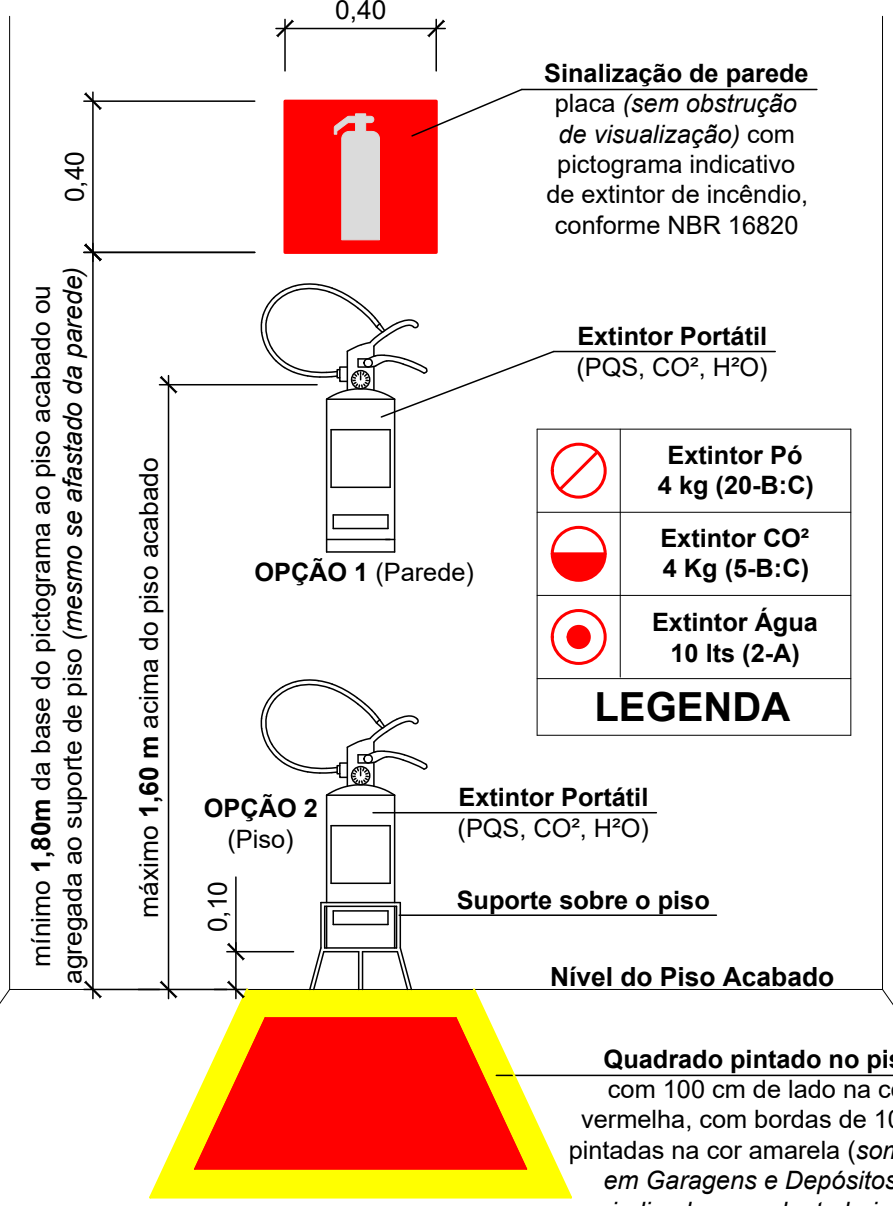 0,40
Sinalização de parede
placa (sem obstrução
de visualização) com
pictograma indicativo
de extintor de incêndio,
conforme NBR 16820
0,40
mínimo 1,80m da base do pictograma ao piso acabado ou
agregada ao suporte de piso (mesmo se afastado da parede)
máximo 1,60 m acima do piso acabado
Extintor Portátil
(PQS, CO², H²O)
OPÇÃO 1 (Parede)
Extintor Pó
4 kg (20-B:C)
Extintor CO²
4 Kg (5-B:C)
Extintor Água
10 lts (2-A)
LEGENDA
OPÇÃO 2
(Piso)
Extintor Portátil
(PQS, CO², H²O)
0,10
Suporte sobre o piso
Nível do Piso Acabado
Quadrado pintado no
com 100 cm de lado na
vermelha, com bordas de
pintadas na cor amarela
em Garagens e Depósitos